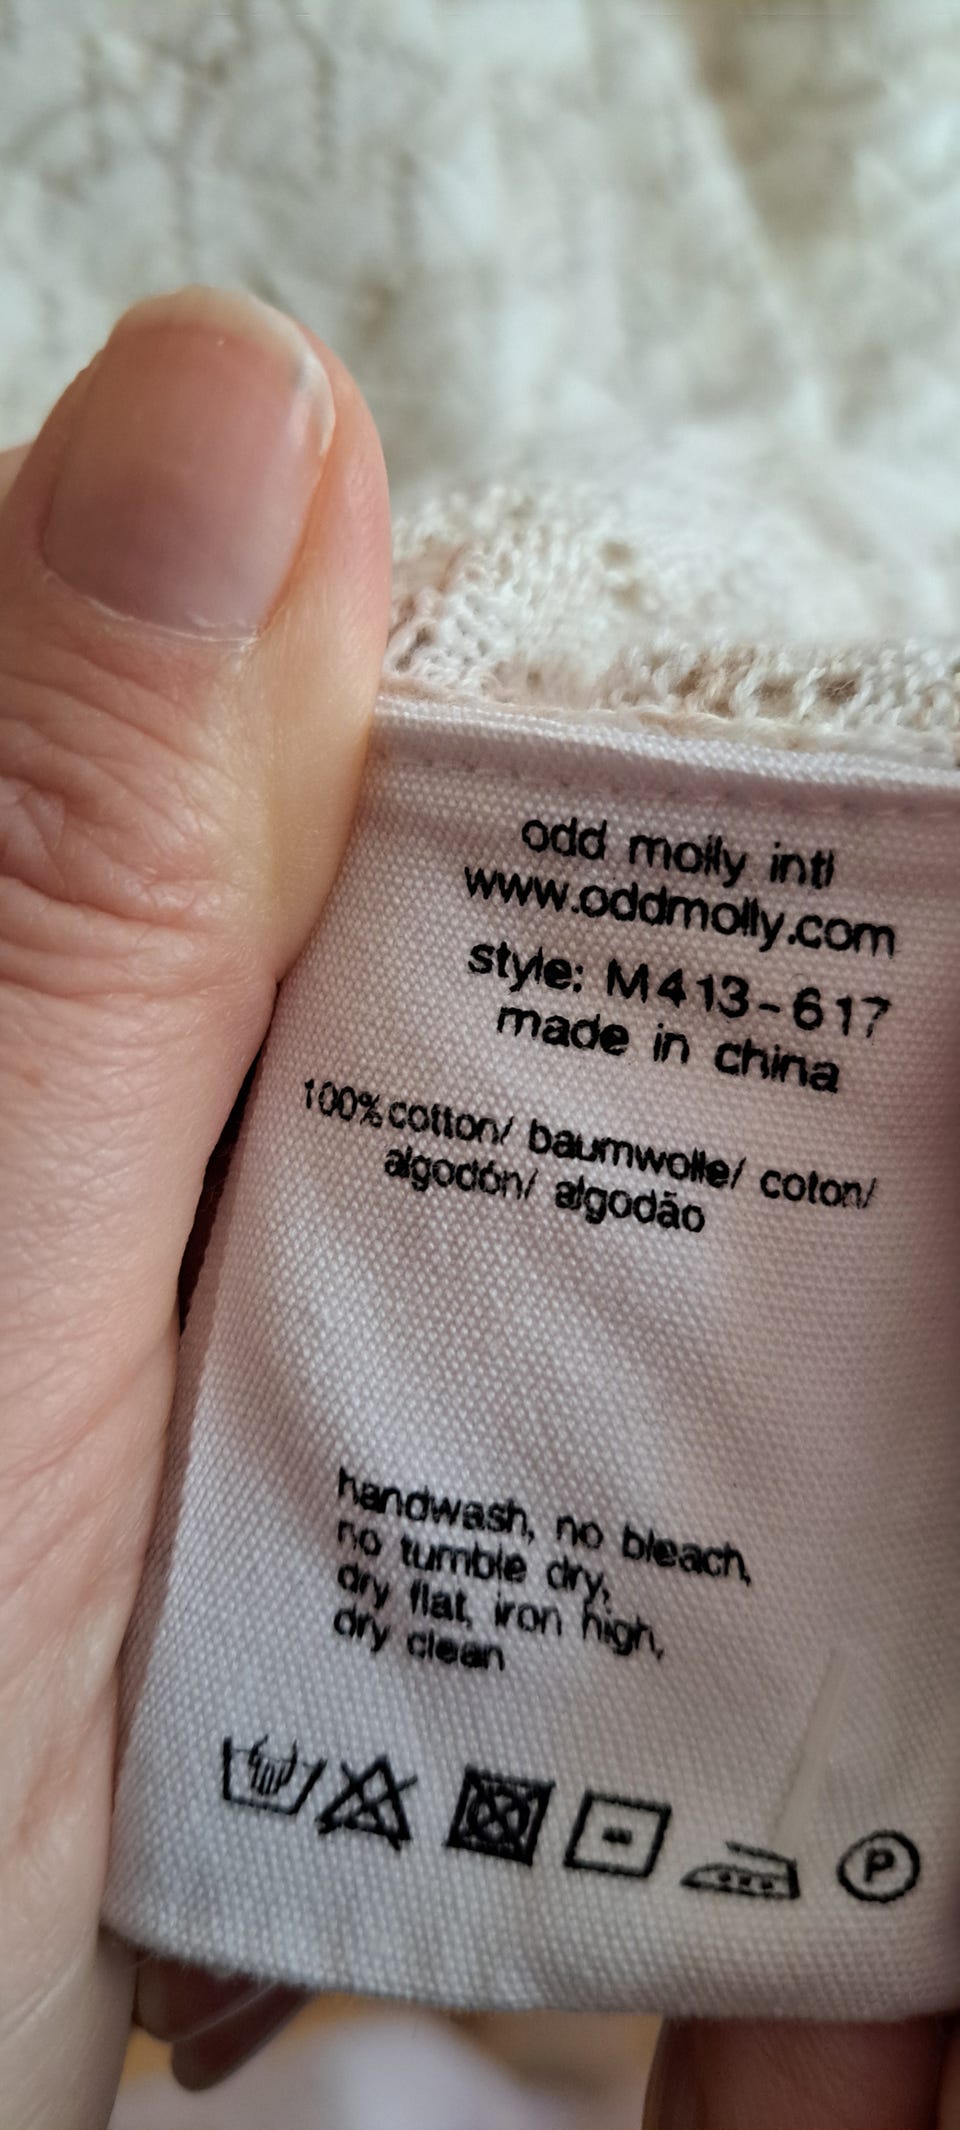 odd molly intl
www.oddmolly.com
style: M413-617
made in china
100%cotton/ baumwolle/ coton/
algodón/ algodão
handwash, no bleach,
no tumble dry,
dry flat, iron high,
dry clean
P